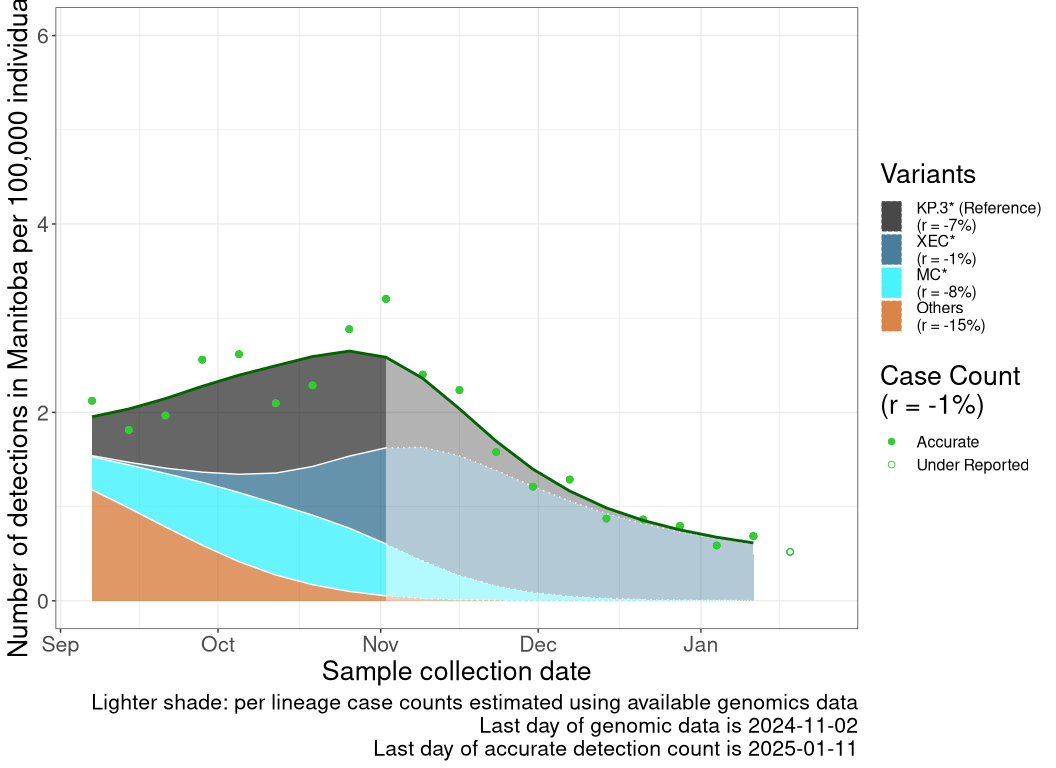 Number of detections in Manitoba per 100,000 individua
6
4
2
0
Sep
Oct
Nov
Dec
Jan
Sample collection date
Lighter shade: per lineage case counts estimated using available genomics data
Last day of genomic data is 2024-11-02
Last day of accurate detection count is 2025-01-11
Variants
KP.3* (Reference)
(r = -7%)
XEC*
(r = -1%)
MC*
(r = -8%)
Others
(r = -15%)
Case Count
(r = -1%)
Accurate
Under Reported